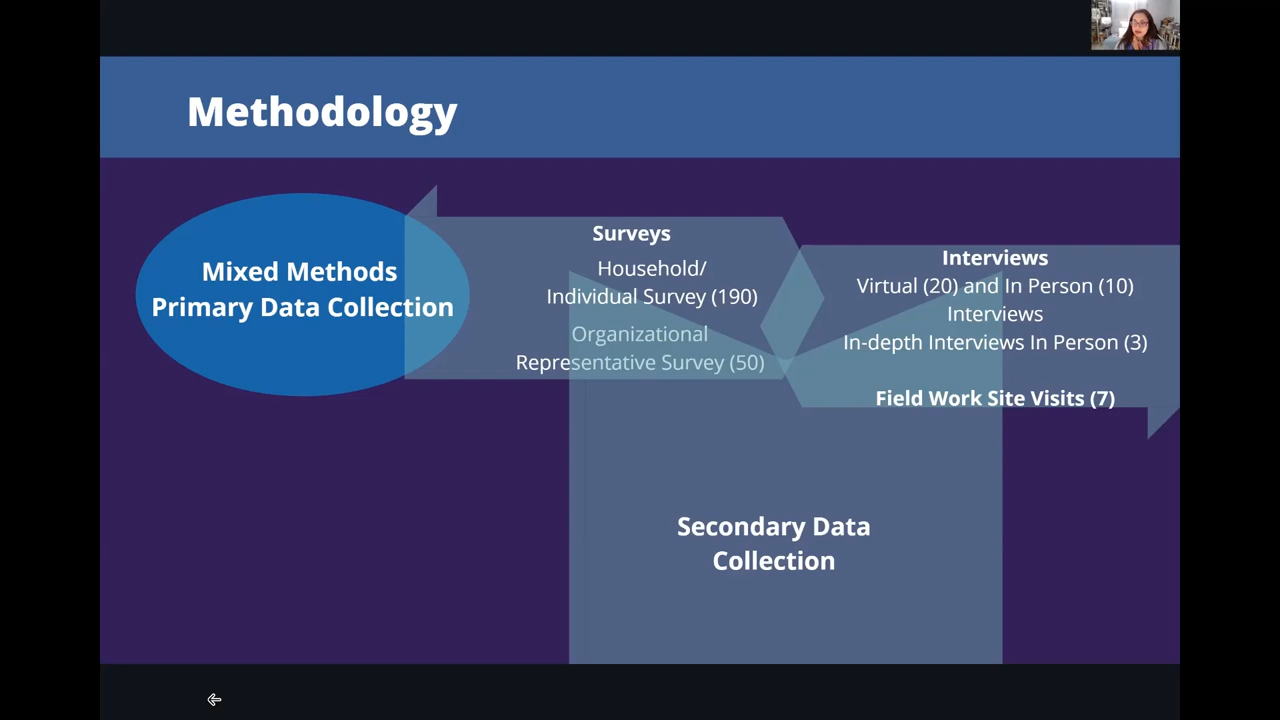 Methodology
Mixed Methods
Primary Data Collection
Surveys
Household/
Individual Survey (190)
Organizational
Representative Survey (50)
Interviews
Virtual (20) and In Person (10)
Interviews
In-depth Interviews In Person (3)
Field Work Site Visits (7)
Secondary Data
Collection